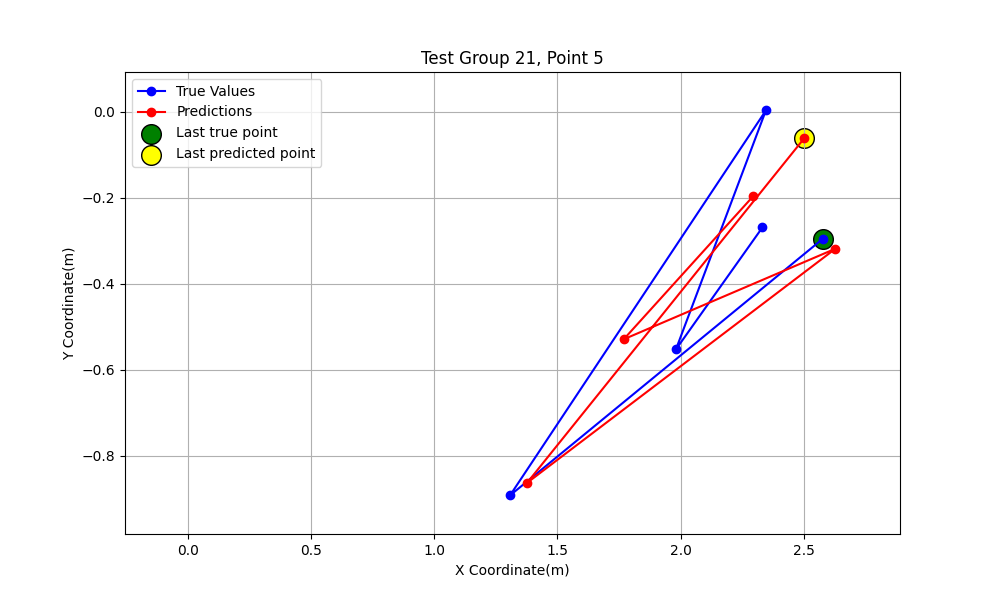 Test Group 21, Point 5
True Values
Predictions
Last true point
Last predicted point
0.0
−0.2
−0.4
−0.6
−0.8
Y Coordinate(m)
0.0 0.5 1.0 1.5 2.0 2.5
X Coordinate(m)